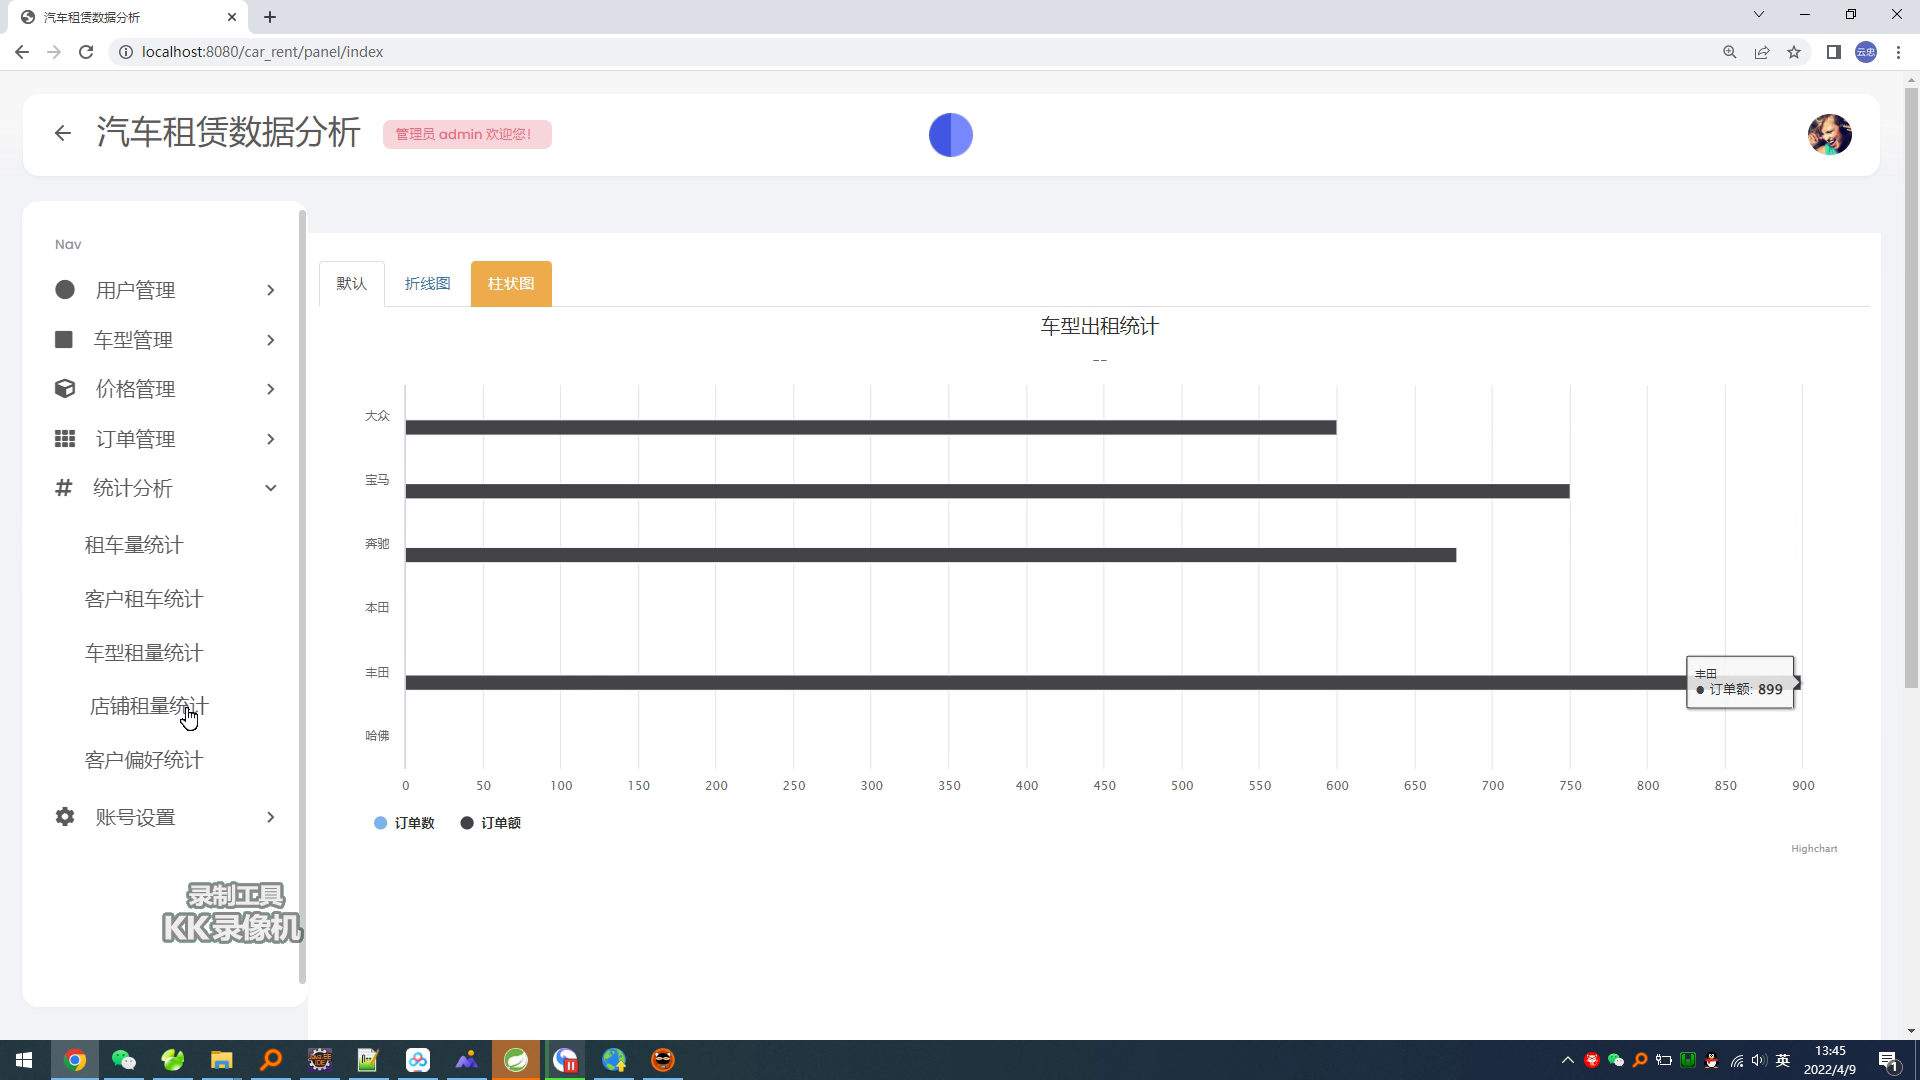 汽车租赁数据分析
localhost:8080/car_rent/panel/index
云忠
汽车租赁数据分析
管理员 admin 欢迎您!
Nav
用户管理
车型管理
价格管理
订单管理
统计分析
租车量统计
客户租车统计
车型租量统计
店铺租量统计
客户偏好统计
账号设置
默认
折线图
柱状图
车型出租统计
--
大众
宝马
奔驰
本田
丰田
哈佛
丰田
订单额: 899
0 50 100 150 200 250 300 350 400 450 500 550 600 650 700 750 800 850 900
订单数
订单额
Highchart
录制工具
KK录像机
英
13:45
2022/4/9
1